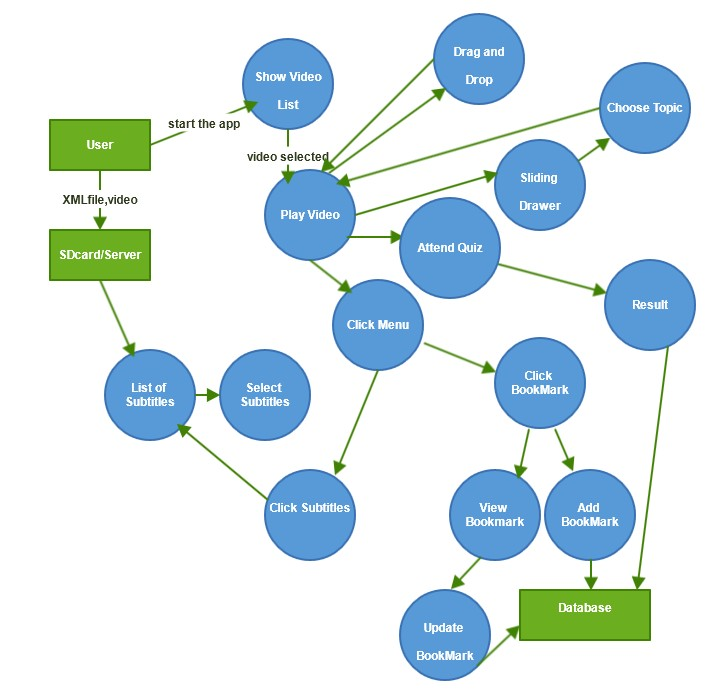 Drag and
Drop
Show Video
List
Choose Topic
start the app
User
video selected
Sliding
Drawer
XMLfile,video
Play Video
SDcard/Server
Attend Quiz
Result
Click Menu
List of
Subtitles
Select
Subtitles
Click
BookMark
Click Subtitles
View
Bookmark
Add
BookMark
Database
Update
BookMark